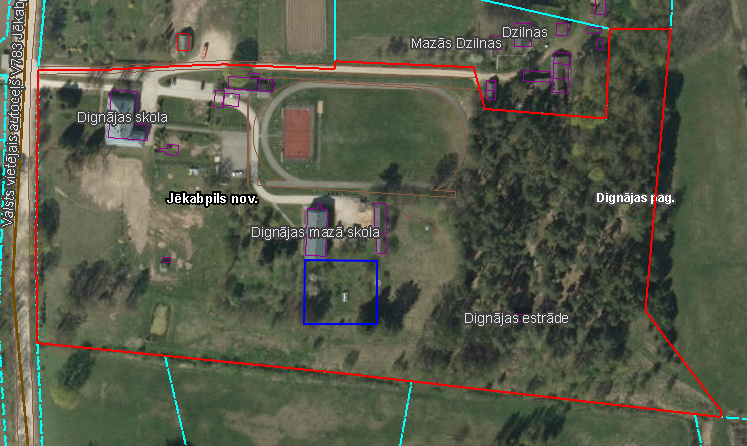 Dzilnas
Mazās Dzilnas
Dignājas skola
Jēkabpils nov.
Dignājas pag.
Dignājas mazā skola
Dignājas estrāde
Valsts vietējais autoceļš V783 Jēkab